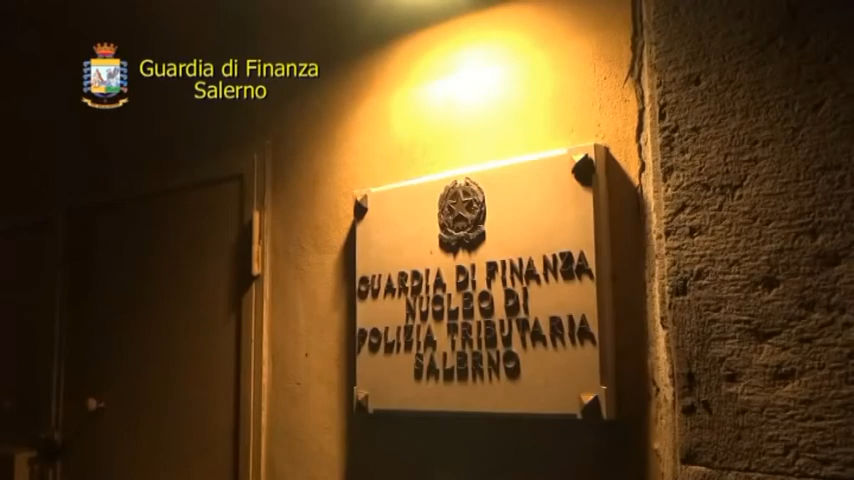 Guardia di Finanza
Salerno
GUARDIA DI FINANZA
NUCLEO DI
POLIZIA TRIBUTARIA
SALERNO